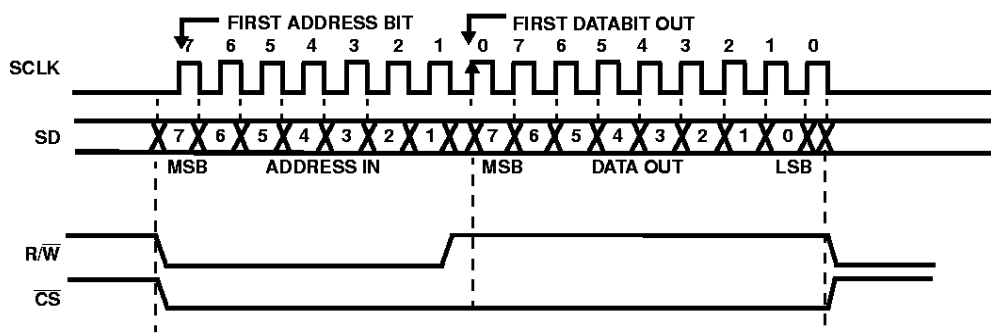 FIRST ADDRESS BIT FIRST DATABIT OUT
7 6 5 4 3 2 1 0 7 6 5 4 3 2 1 0
SCLK
SD 7 6 5 4 3 2 1 7 6 5 4 3 2 1 0
MSB ADDRESS IN MSB DATA OUT LSB
R/W̅
C̅S̅